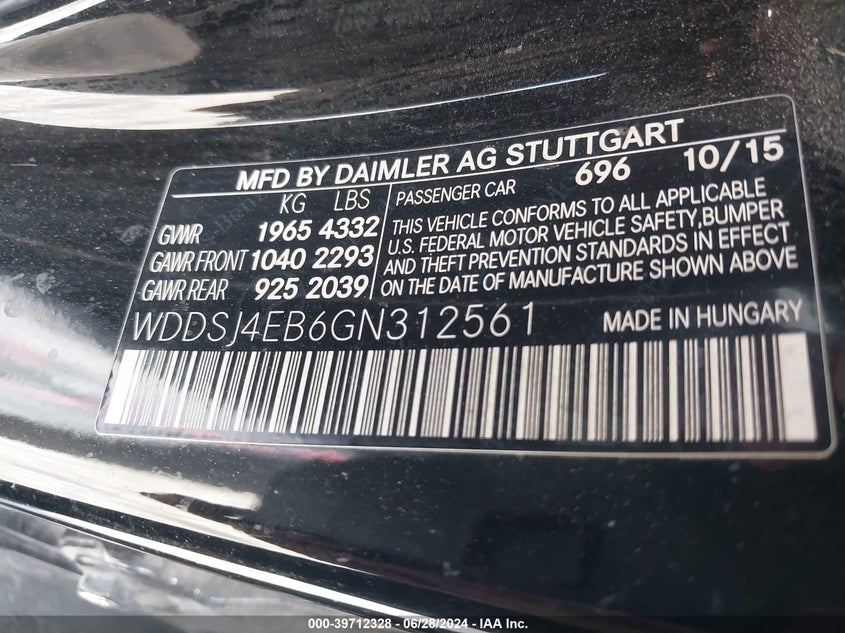 MFD BY DAIMLER AG STUTTGART
696 10/15
KG LBS
GVWR 1965 4332
GAWR FRONT 1040 2293
GAWR REAR 925 2039
PASSENGER CAR
THIS VEHICLE CONFORMS TO ALL APPLICABLE
U.S. FEDERAL MOTOR VEHICLE SAFETY,BUMPER
AND THEFT PREVENTION STANDARDS IN EFFECT
ON THE DATE OF MANUFACTURE SHOWN ABOVE
WDDSJ4EB6GN312561 MADE IN HUNGARY
000-39712328 - 06/28/2024 - IAA Inc.